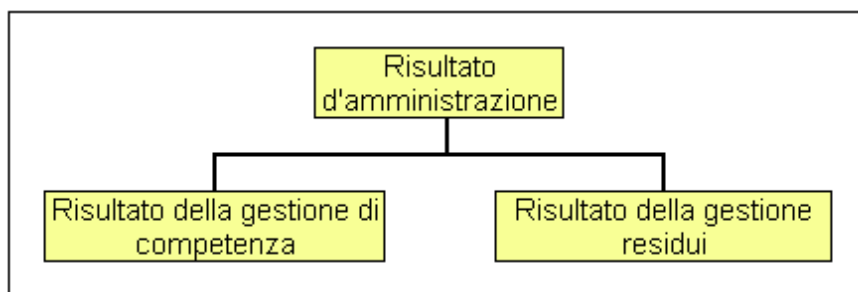 Risultato
d'amministrazione
Risultato della gestione di
competenza
Risultato della gestione
residui